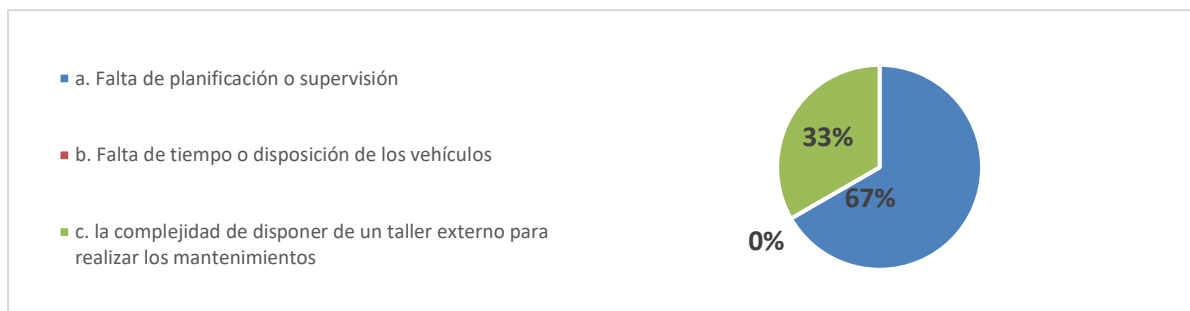 a. Falta de planificación o supervisión
b. Falta de tiempo o disposición de los vehículos
c. la complejidad de disponer de un taller externo para
realizar los mantenimientos
33%
67%
0%